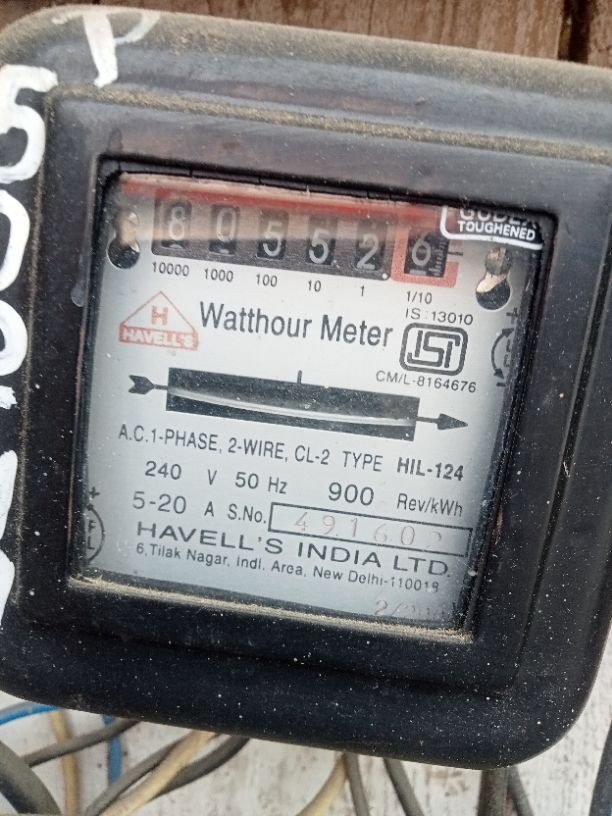 P
GODREJ
TOUGHENED
8 0 5 5 2 6
10000 1000 100 10 1 1/10
IS:13010
H
HAVELL'S
Watthour Meter
ISI
CM/L-8164676
A.C.1-PHASE, 2-WIRE, CL-2 TYPE HIL-124
240 V 50 Hz 900 Rev/kWh
5-20 A S.No. 491602
HAVELL'S INDIA LTD.
6,Tilak Nagar, Indl. Area, New Delhi-110018
F
L